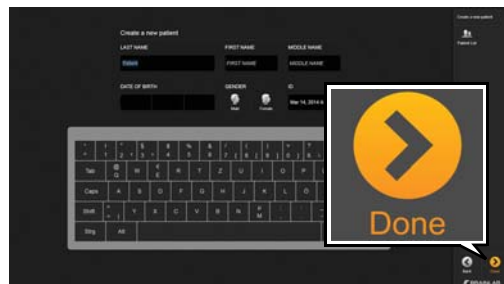 Create a new patient
Create a new patient
LAST NAME
FIRST NAME
MIDDLE NAME
Patient
FIRST NAME
MIDDLE NAME
Patient List
DATE OF BIRTH
GENDER
ID
Male
Female
Mar 14, 2014
Tab
Q
W
E
R
T
Z
U
I
O
P
Caps
A
S
D
F
G
H
J
K
L
Ö
Shift
Y
X
C
V
B
N
M
Strg
Alt
Done
Back
Done